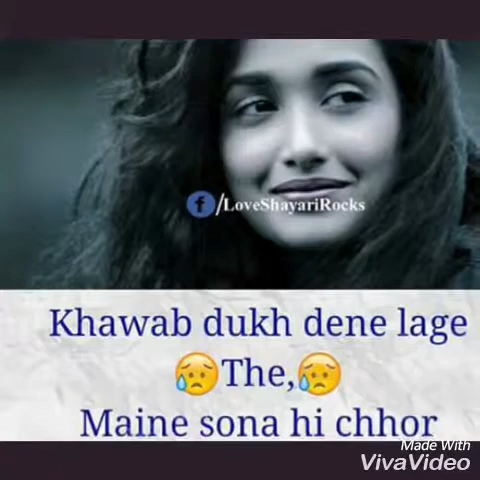 f/LoveShayariRocks
Khawab dukh dene lage
😥The,😥
Maine sona hi chhor
Made With
VivaVideo